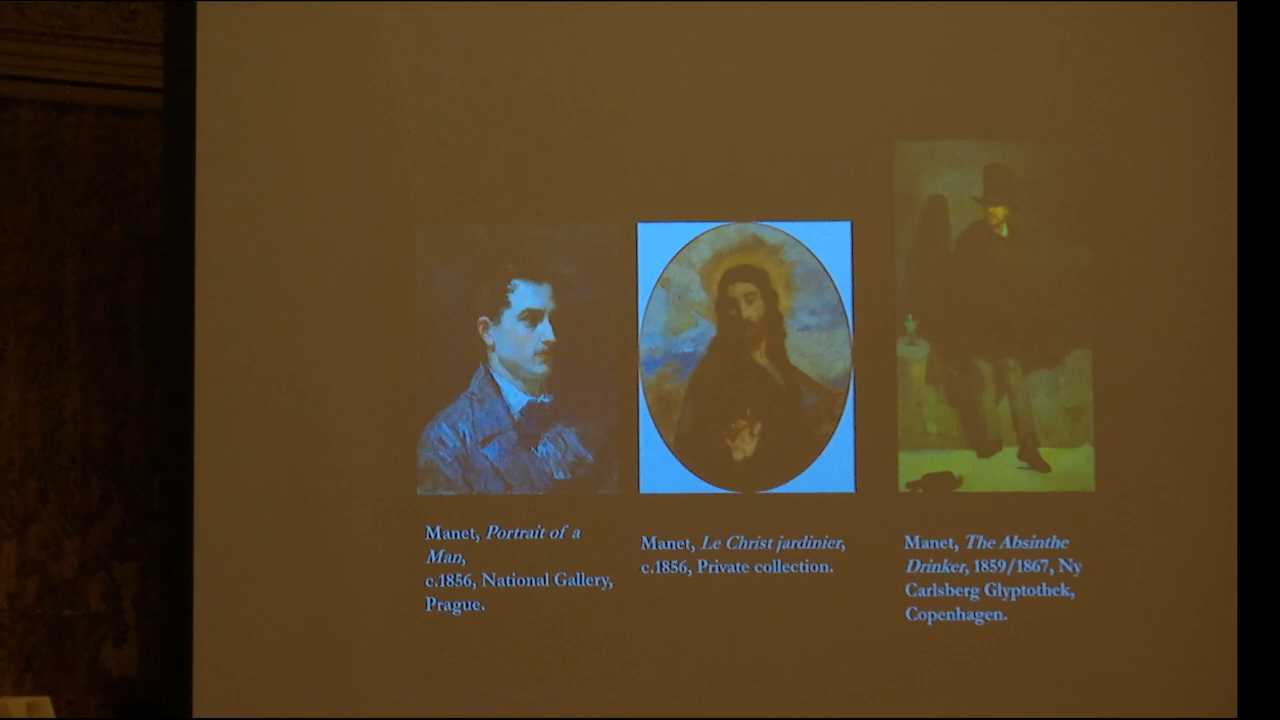 Manet, Portrait of a
Man,
c.1856, National Gallery,
Prague.
Manet, Le Christ jardinier,
c.1856, Private collection.
Manet, The Absinthe
Drinker, 1859/1867, Ny
Carlsberg Glyptothek,
Copenhagen.